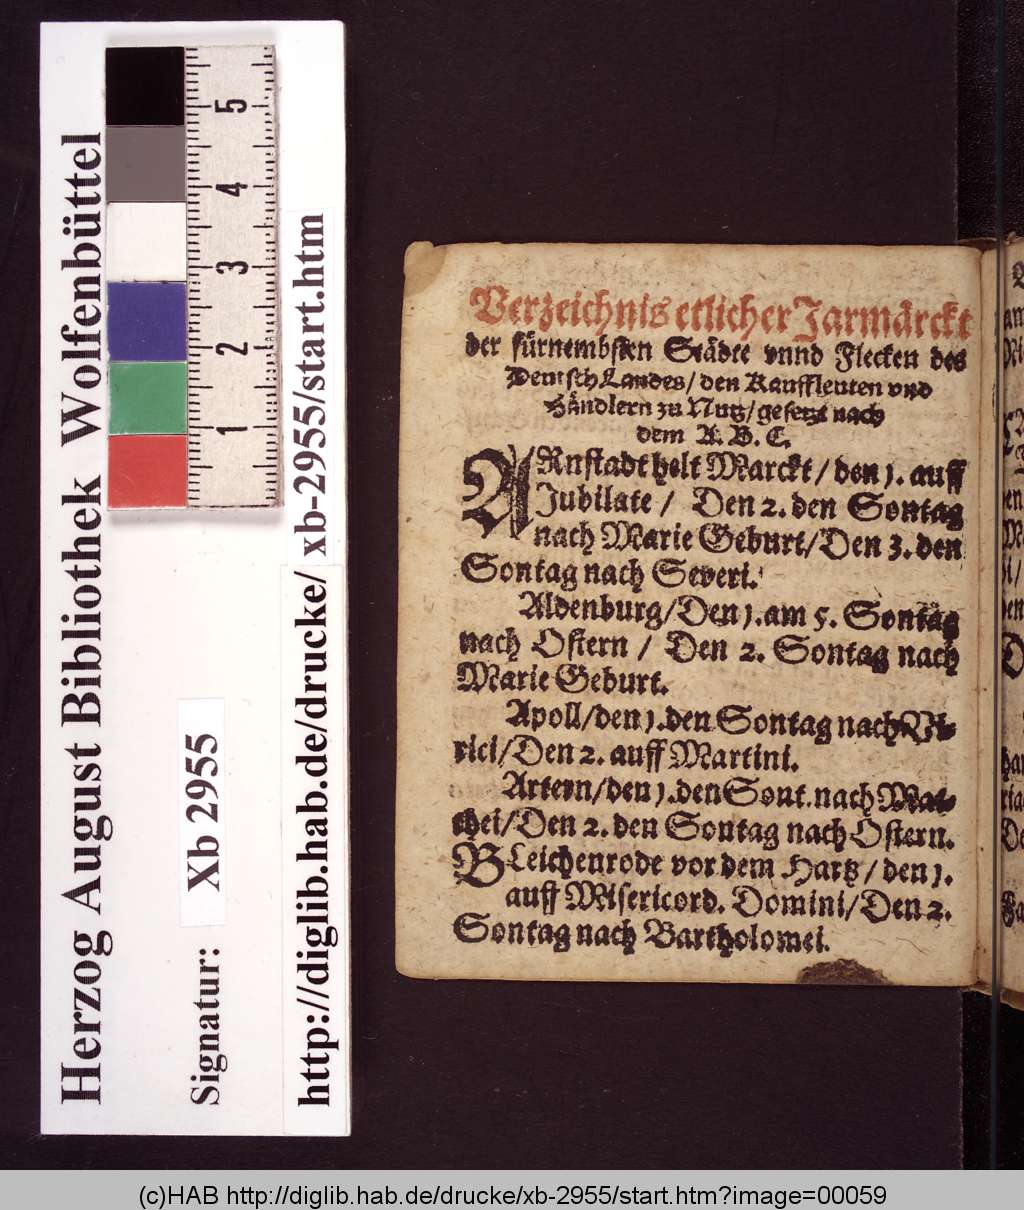 Herzog August Bibliothek Wolfenbüttel
Signatur: Xb 2955
http://diglib.hab.de/drucke/ xb-2955/start.htm
5
4
3
2
1
Verzeichnis etlicher Jarmärckt
der fürnembsten Städte vnnd Flecken des
Deutsch Landes / den Kauffleuten vnd
Händlern zu Nutz / gesetzt nach
dem A. B. C.
ARnstadt helt Marckt / den 1. auff
Jubilate / Den 2. den Sontag
nach Marie Geburt / Den 3. den
Sontag nach Severi.
Aldenburg / Den 1. am 5. Sontag
nach Ostern / Den 2. Sontag nach
Marie Geburt.
Apoll / den 1. den Sontag nach Vl-
rici / Den 2. auff Martini.
Artern / den 1. den Sont. nach Mat-
thei / Den 2. den Sontag nach Ostern.
BLeichenrode vor dem Hartz / den 1.
auff Misericord. Domini / Den 2.
Sontag nach Bartholomei.
(c)HAB http://diglib.hab.de/drucke/xb-2955/start.htm?image=00059